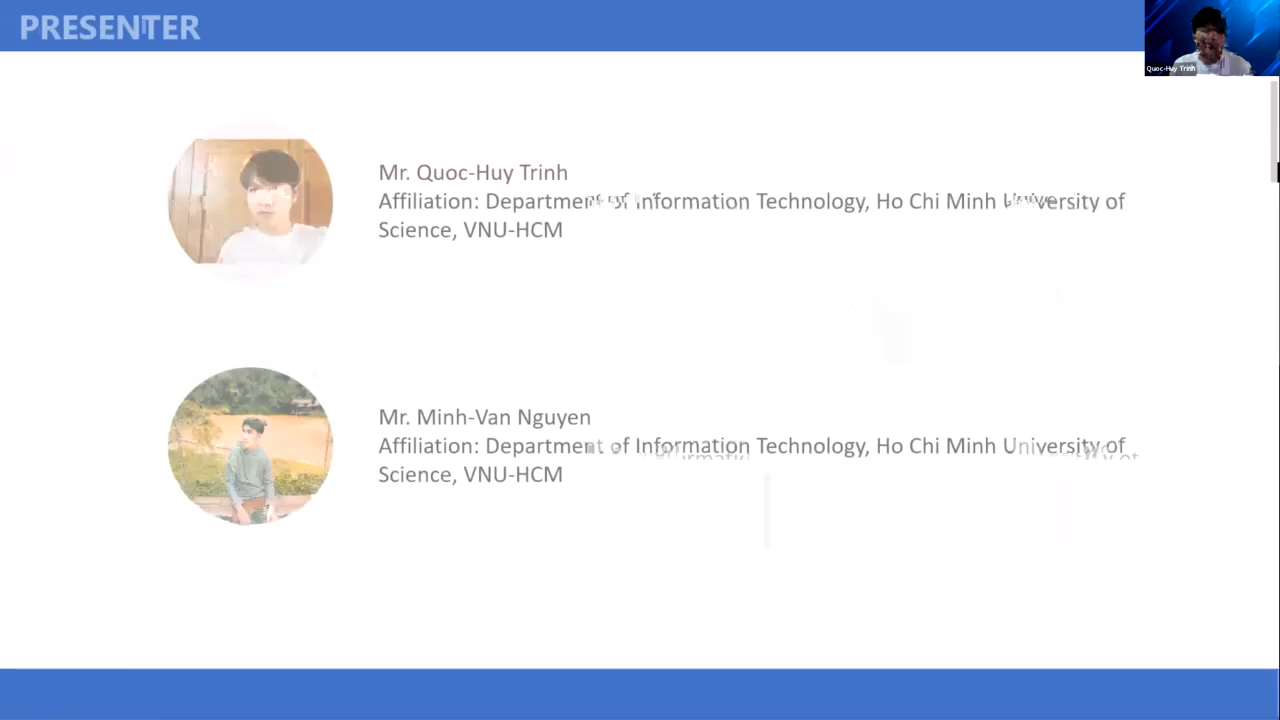 PRESENTER
Quoc-Huy Trinh
Mr. Quoc-Huy Trinh
Affiliation: Department of Information Technology, Ho Chi Minh University of
Science, VNU-HCM
Mr. Minh-Van Nguyen
Affiliation: Department of Information Technology, Ho Chi Minh University of
Science, VNU-HCM